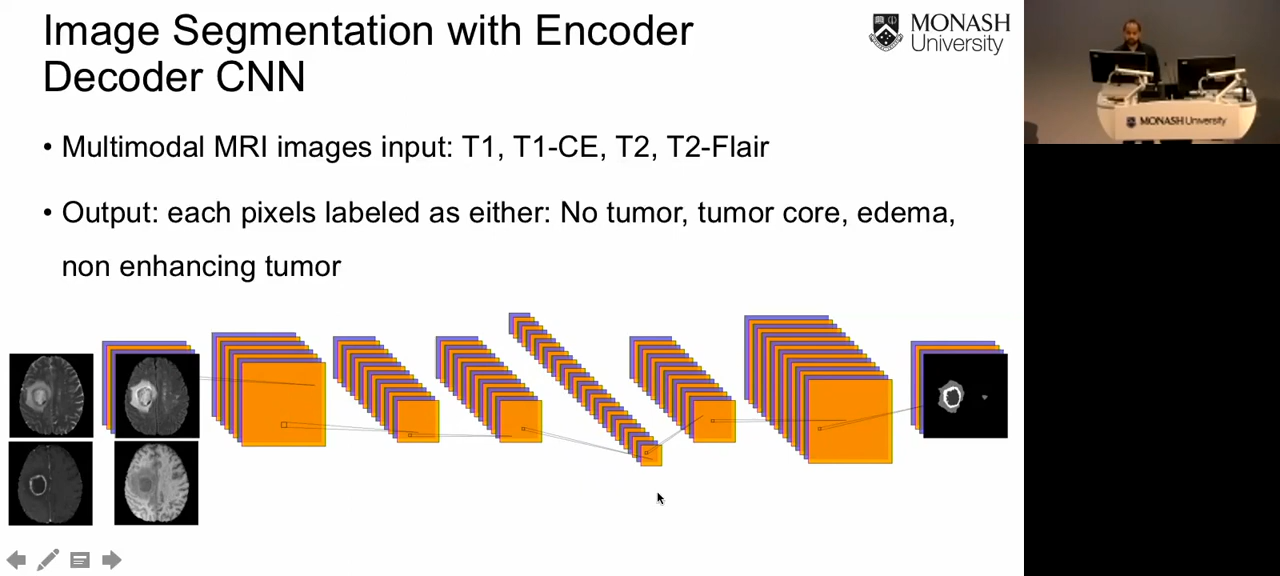 Image Segmentation with Encoder
Decoder CNN
MONASH
University
• Multimodal MRI images input: T1, T1-CE, T2, T2-Flair
• Output: each pixels labeled as either: No tumor, tumor core, edema,
non enhancing tumor
MONASH University